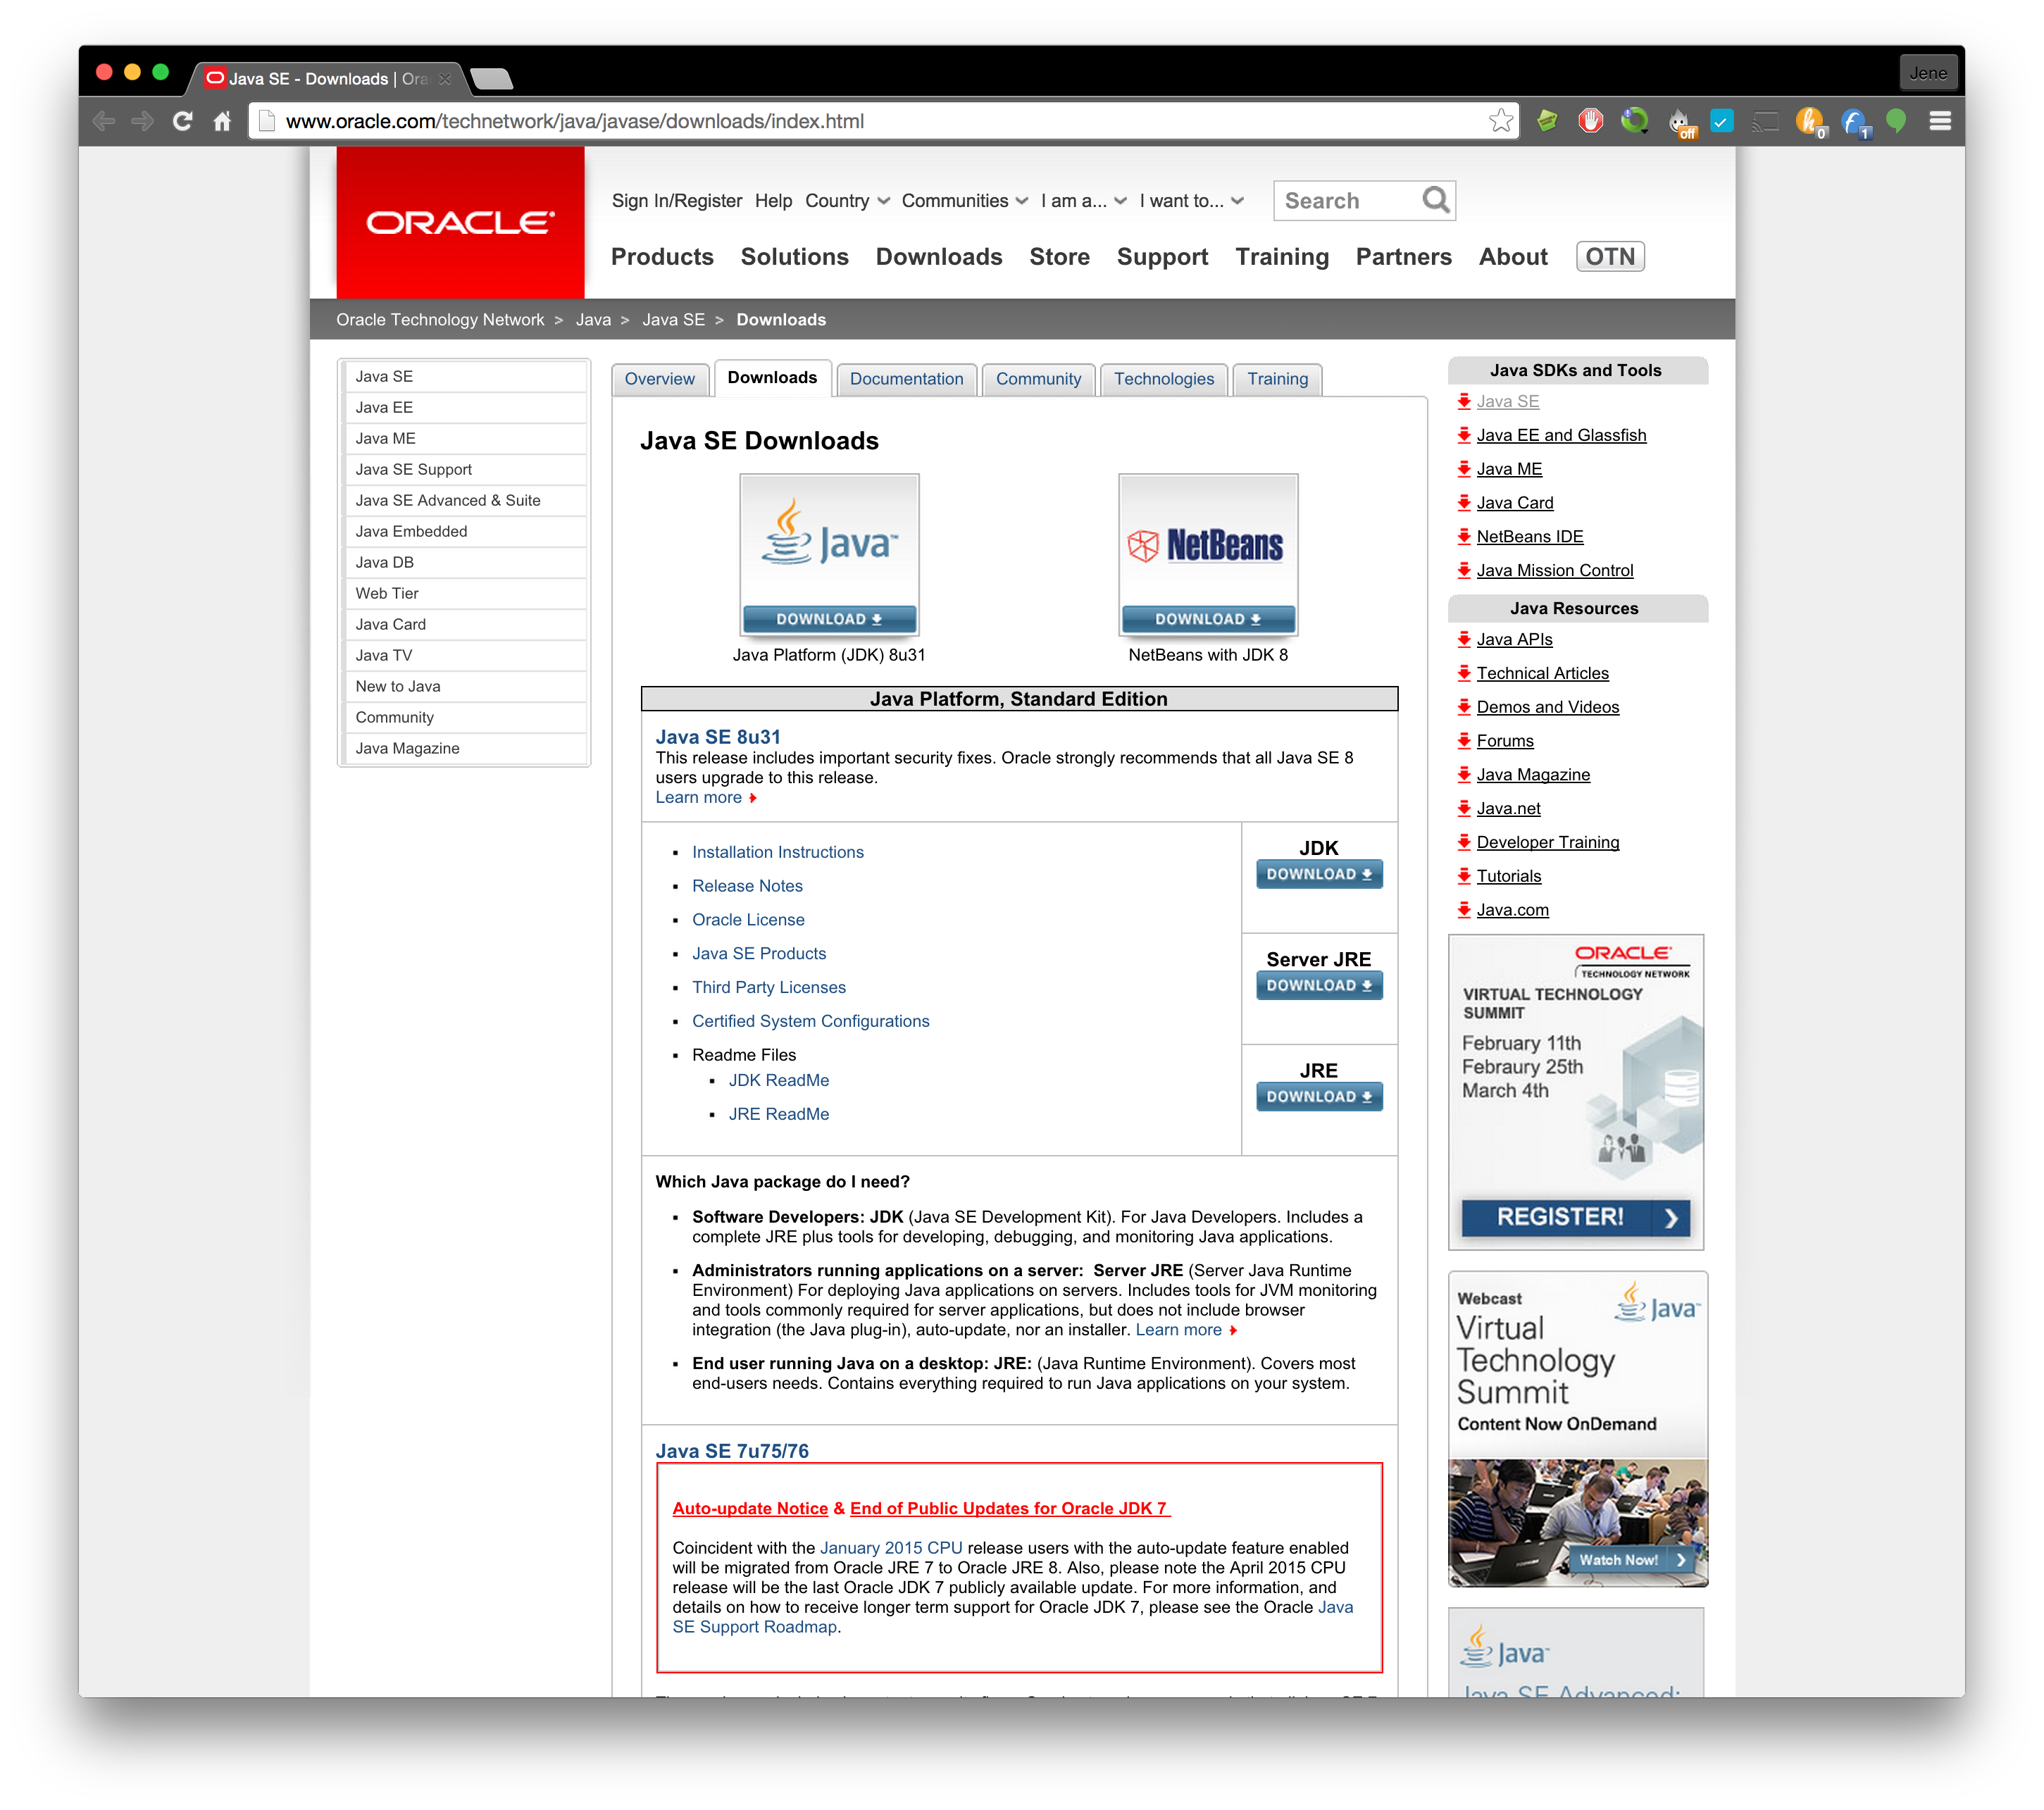 Java SE - Downloads | Ora
Jene
www.oracle.com/technetwork/java/javase/downloads/index.html
off
0
1
ORACLE
Sign In/Register Help Country Communities I am a... I want to... Search
Products Solutions Downloads Store Support Training Partners About OTN
Oracle Technology Network > Java > Java SE > Downloads
Java SE
Java EE
Java ME
Java SE Support
Java SE Advanced & Suite
Java Embedded
Java DB
Web Tier
Java Card
Java TV
New to Java
Community
Java Magazine
Overview Downloads Documentation Community Technologies Training
Java SE Downloads
Java™
DOWNLOAD
Java Platform (JDK) 8u31
NetBeans
DOWNLOAD
NetBeans with JDK 8
Java Platform, Standard Edition
Java SE 8u31
This release includes important security fixes. Oracle strongly recommends that all Java SE 8
users upgrade to this release.
Learn more
Installation Instructions
Release Notes
Oracle License
Java SE Products
Third Party Licenses
Certified System Configurations
Readme Files
JDK ReadMe
JRE ReadMe
JDK
DOWNLOAD
Server JRE
DOWNLOAD
JRE
DOWNLOAD
Which Java package do I need?
Software Developers: JDK (Java SE Development Kit). For Java Developers. Includes a
complete JRE plus tools for developing, debugging, and monitoring Java applications.
Administrators running applications on a server: Server JRE (Server Java Runtime
Environment) For deploying Java applications on servers. Includes tools for JVM monitoring
and tools commonly required for server applications, but does not include browser
integration (the Java plug-in), auto-update, nor an installer. Learn more
End user running Java on a desktop: JRE: (Java Runtime Environment). Covers most
end-users needs. Contains everything required to run Java applications on your system.
Java SE 7u75/76
Auto-update Notice & End of Public Updates for Oracle JDK 7
Coincident with the January 2015 CPU release users with the auto-update feature enabled
will be migrated from Oracle JRE 7 to Oracle JRE 8. Also, please note the April 2015 CPU
release will be the last Oracle JDK 7 publicly available update. For more information, and
details on how to receive longer term support for Oracle JDK 7, please see the Oracle Java
SE Support Roadmap.
Java SDKs and Tools
Java SE
Java EE and Glassfish
Java ME
Java Card
NetBeans IDE
Java Mission Control
Java Resources
Java APIs
Technical Articles
Demos and Videos
Forums
Java Magazine
Java.net
Developer Training
Tutorials
Java.com
ORACLE
TECHNOLOGY NETWORK
VIRTUAL TECHNOLOGY
SUMMIT
February 11th
Febraury 25th
March 4th
REGISTER!
Webcast
Java™
Virtual
Technology
Summit
Content Now OnDemand
Watch Now!
Java™
Java SE Advanced: